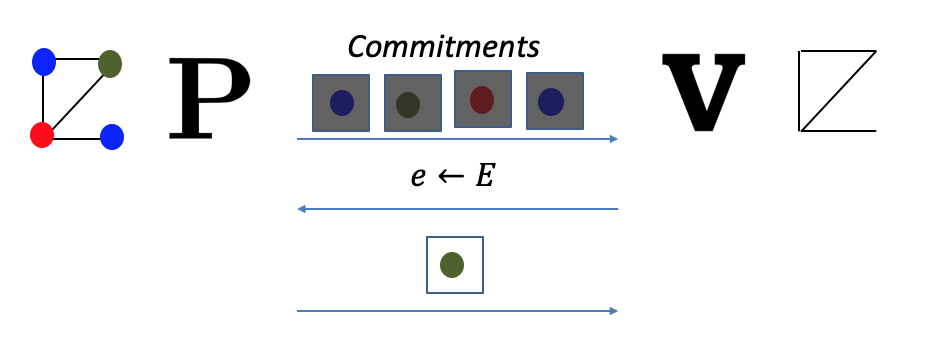 Commitments
P
V
e ← E